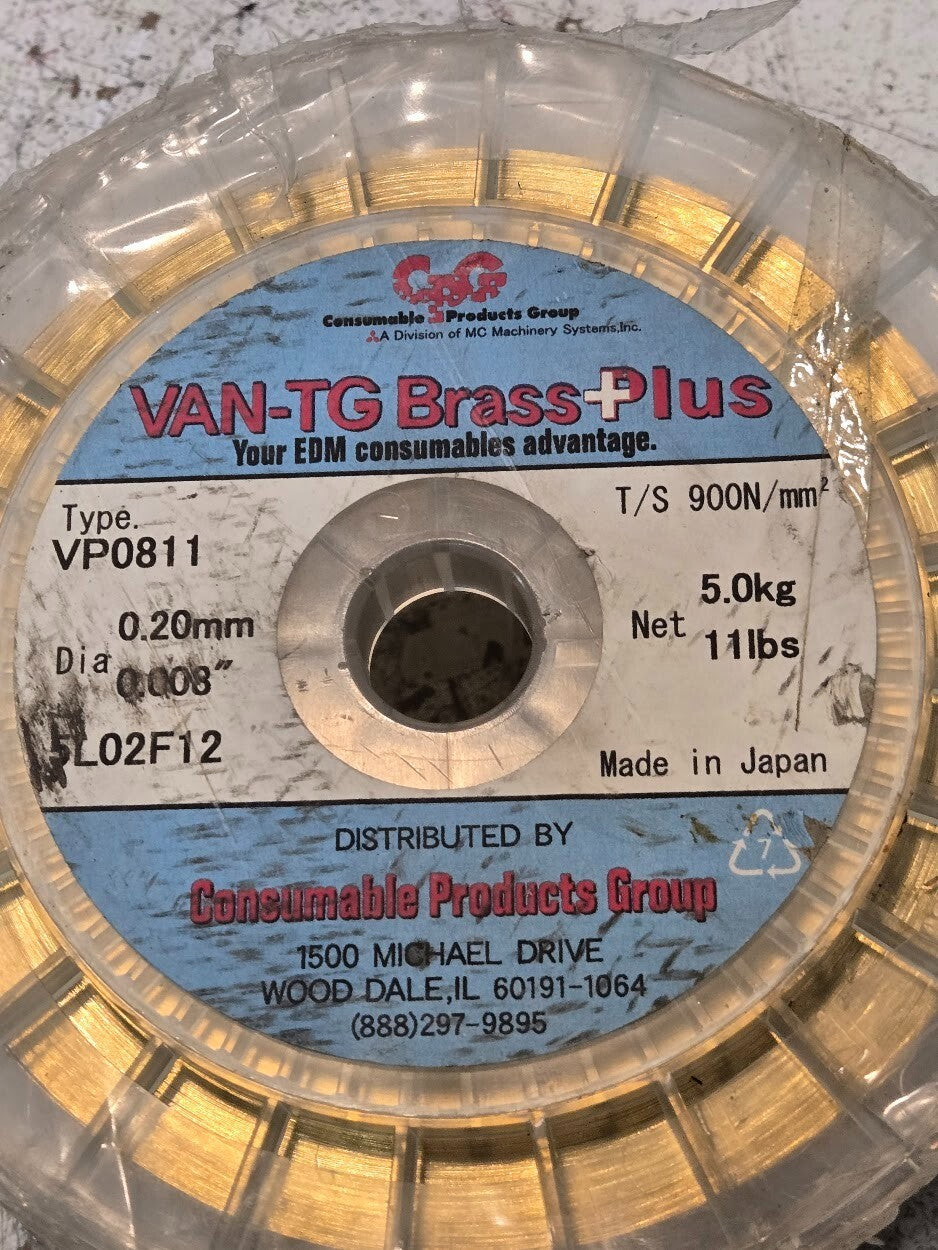 CPG
Consumable Products Group
A Division of MC Machinery Systems,Inc.
VAN-TG Brass+Plus
Your EDM consumables advantage.
Type.
VP0811
T/S 900N/mm²
0.20mm
Dia 0.008”
5L02F12
5.0kg
Net 11lbs
Made in Japan
7
DISTRIBUTED BY
Consumable Products Group
1500 MICHAEL DRIVE
WOOD DALE,IL 60191-1064
(888)297-9895